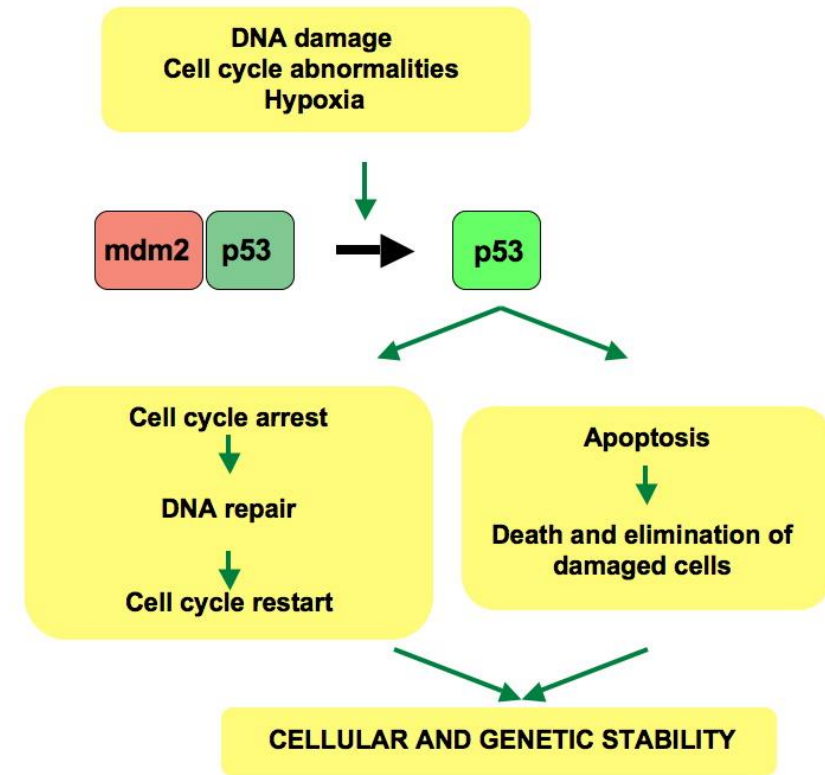 DNA damage
Cell cycle abnormalities
Hypoxia
mdm2
p53
p53
Cell cycle arrest
DNA repair
Cell cycle restart
Apoptosis
Death and elimination of
damaged cells
CELLULAR AND GENETIC STABILITY